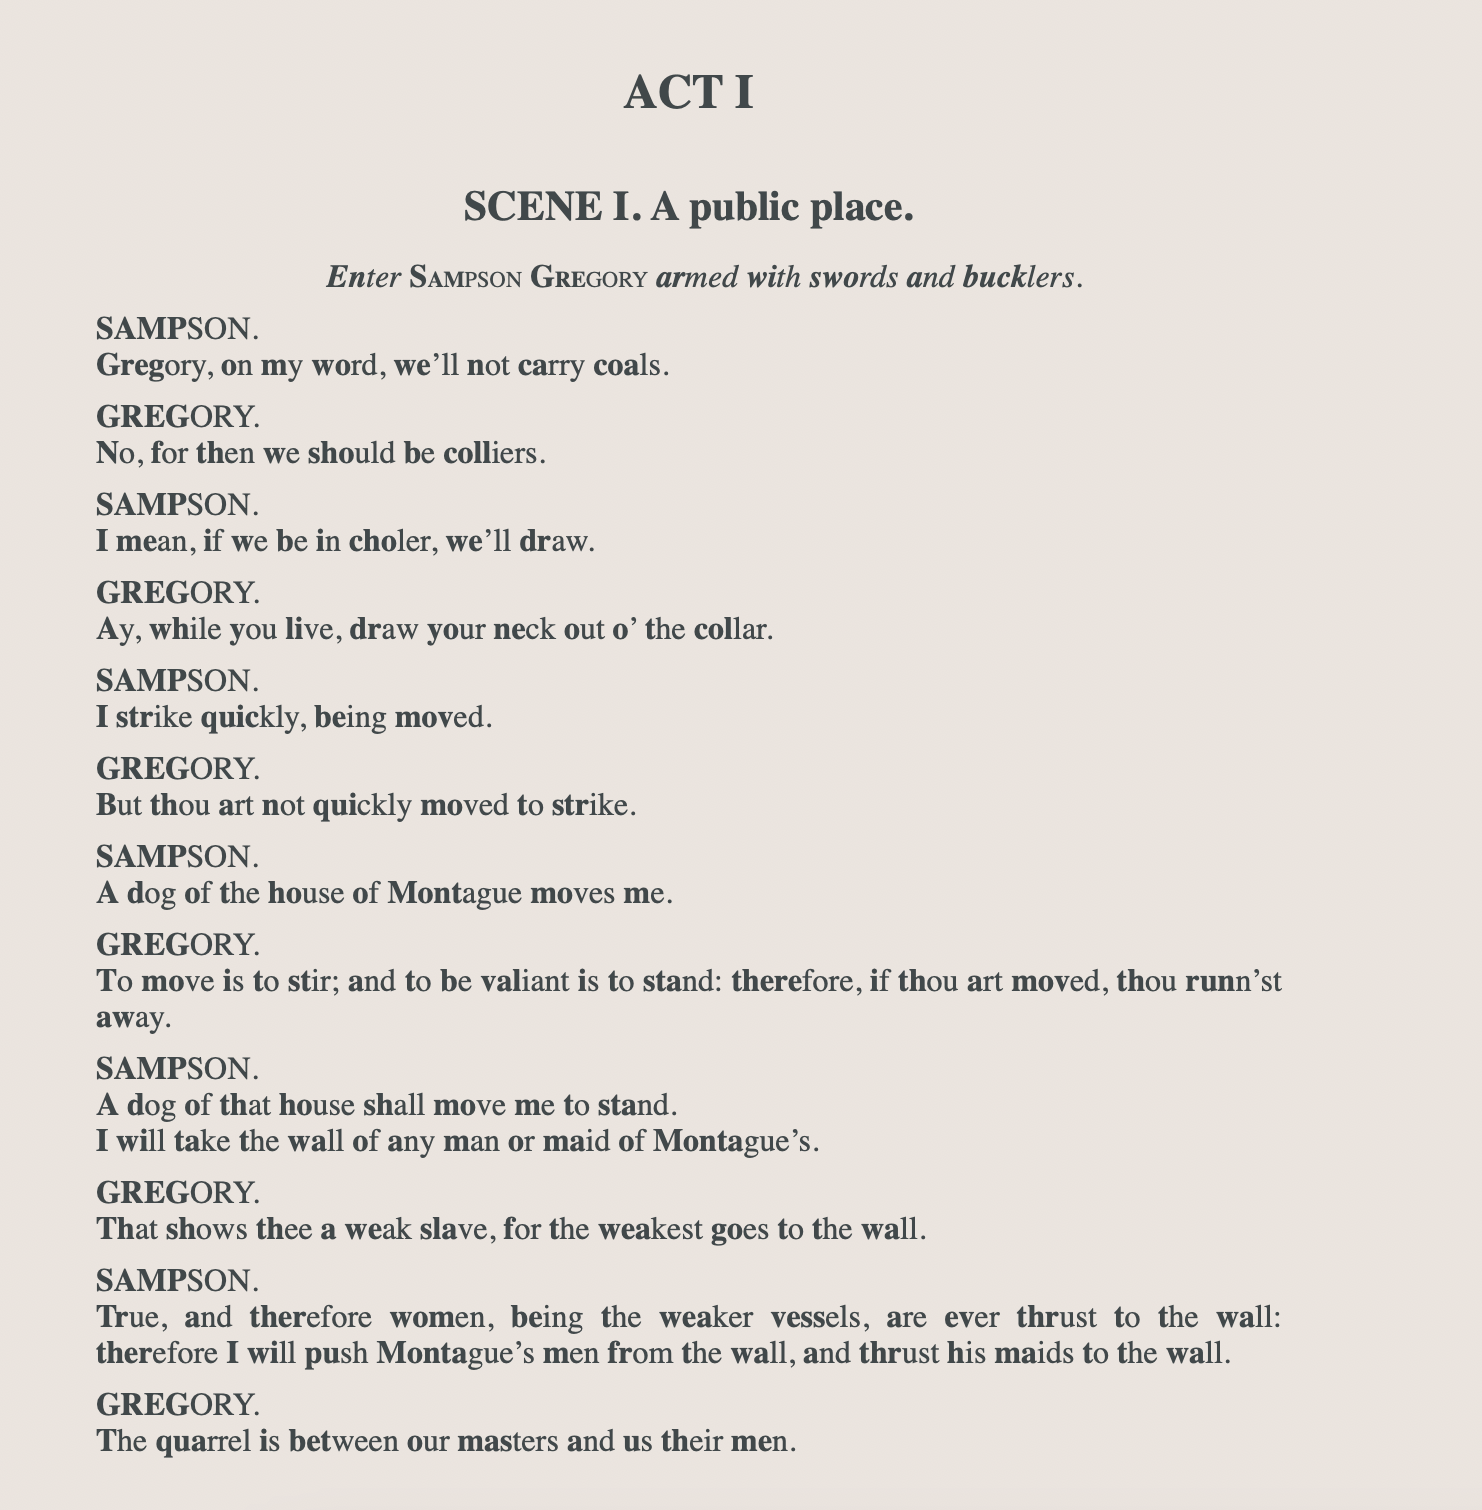 ACT I
SCENE I. A public place.
Enter Sampson Gregory armed with swords and bucklers.
SAMPSON.
Gregory, on my word, we’ll not carry coals.
GREGORY.
No, for then we should be colliers.
SAMPSON.
I mean, if we be in choler, we’ll draw.
GREGORY.
Ay, while you live, draw your neck out o’ the collar.
SAMPSON.
I strike quickly, being moved.
GREGORY.
But thou art not quickly moved to strike.
SAMPSON.
A dog of the house of Montague moves me.
GREGORY.
To move is to stir; and to be valiant is to stand: therefore, if thou art moved, thou runn’st
away.
SAMPSON.
A dog of that house shall move me to stand.
I will take the wall of any man or maid of Montague’s.
GREGORY.
That shows thee a weak slave, for the weakest goes to the wall.
SAMPSON.
True, and therefore women, being the weaker vessels, are ever thrust to the wall:
therefore I will push Montague’s men from the wall, and thrust his maids to the wall.
GREGORY.
The quarrel is between our masters and us their men.